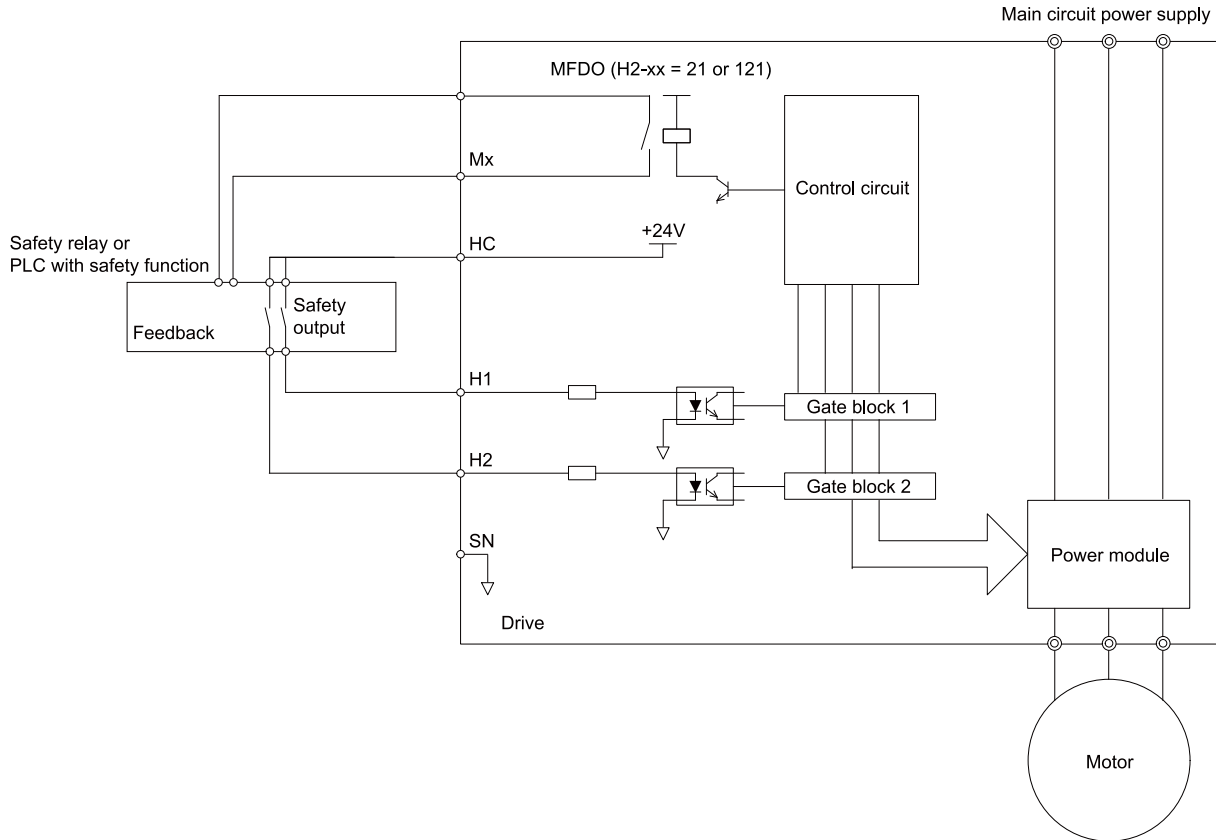 Main circuit power supply
MFDO (H2-xx = 21 or 121)
Mx
Control circuit
+24V
HC
Safety relay or
PLC with safety function
Safety
output
Feedback
H1
Gate block 1
H2
Gate block 2
SN
Power module
Drive
Motor